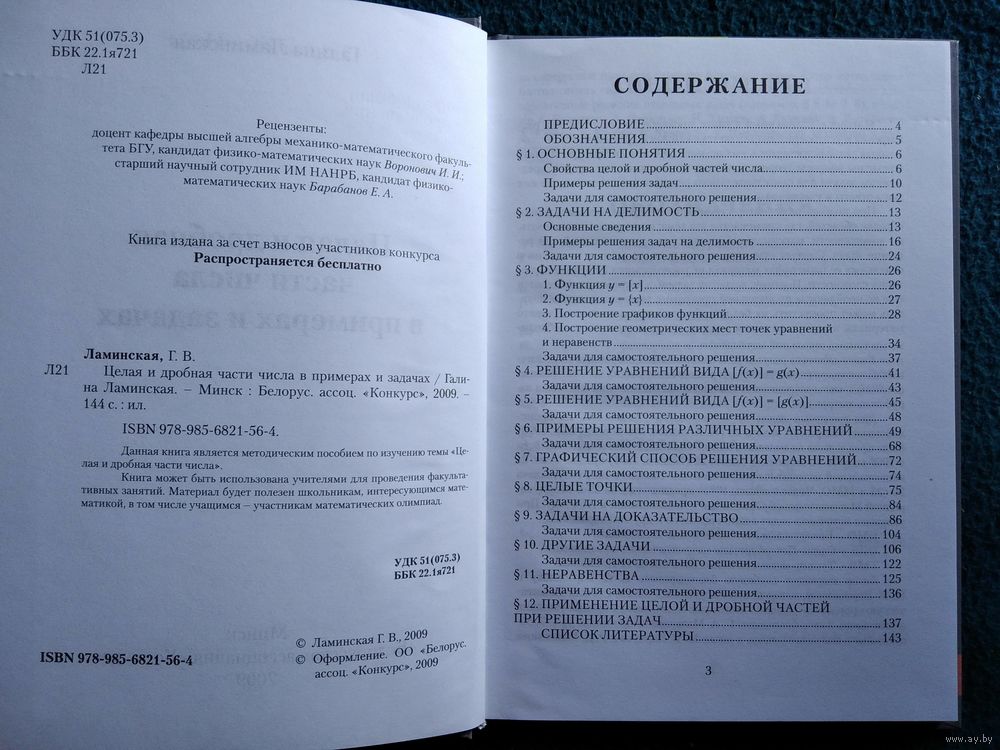 УДК 51(075.3)
ББК 22.1я721
Л21
Рецензенты:
доцент кафедры высшей алгебры механико-математического факуль-
тета БГУ, кандидат физико-математических наук Воронович И. И.;
старший научный сотрудник ИМ НАНРБ, кандидат физико-
математических наук Барабанов Е. А.
Книга издана за счет взносов участников конкурса
Распространяется бесплатно
Ламинская, Г. В.
Л21 Целая и дробная части числа в примерах и задачах / Гали-
на Ламинская. – Минск : Белорус. ассоц. «Конкурс», 2009. –
144 с. : ил.
ISBN 978-985-6821-56-4.
Данная книга является методическим пособием по изучению темы «Це-
лая и дробная части числа».
Книга может быть использована учителями для проведения факульта-
тивных занятий. Материал будет полезен школьникам, интересующимся мате-
матикой, в том числе учащимся – участникам математических олимпиад.
УДК 51(075.3)
ББК 22.1я721
© Ламинская Г. В., 2009
© Оформление. ОО «Белорус.
ассоц. «Конкурс», 2009
ISBN 978-985-6821-56-4
СОДЕРЖАНИЕ
ПРЕДИСЛОВИЕ 4
ОБОЗНАЧЕНИЯ 5
§ 1. ОСНОВНЫЕ ПОНЯТИЯ 6
Свойства целой и дробной частей числа 6
Примеры решения задач 10
Задачи для самостоятельного решения 12
§ 2. ЗАДАЧИ НА ДЕЛИМОСТЬ 13
Основные сведения 13
Примеры решения задач на делимость 16
Задачи для самостоятельного решения 24
§ 3. ФУНКЦИИ 26
1. Функция y = [x] 26
2. Функция y = {x} 27
3. Построение графиков функций 28
4. Построение геометрических мест точек уравнений
и неравенств 34
Задачи для самостоятельного решения 37
§ 4. РЕШЕНИЕ УРАВНЕНИЙ ВИДА [f(x)] = g(x) 41
Задачи для самостоятельного решения 43
§ 5. РЕШЕНИЕ УРАВНЕНИЙ ВИДА [f(x)] = [g(x)] 45
Задачи для самостоятельного решения 48
§ 6. ПРИМЕРЫ РЕШЕНИЯ РАЗЛИЧНЫХ УРАВНЕНИЙ 49
Задачи для самостоятельного решения 68
§ 7. ГРАФИЧЕСКИЙ СПОСОБ РЕШЕНИЯ УРАВНЕНИЙ 72
Задачи для самостоятельного решения 74
§ 8. ЦЕЛЫЕ ТОЧКИ 75
Задачи для самостоятельного решения 84
§ 9. ЗАДАЧИ НА ДОКАЗАТЕЛЬСТВО 86
Задачи для самостоятельного решения 104
§ 10. ДРУГИЕ ЗАДАЧИ 106
Задачи для самостоятельного решения 122
§ 11. НЕРАВЕНСТВА 125
Задачи для самостоятельного решения 136
§ 12. ПРИМЕНЕНИЕ ЦЕЛОЙ И ДРОБНОЙ ЧАСТЕЙ
ПРИ РЕШЕНИИ ЗАДАЧ 137
СПИСОК ЛИТЕРАТУРЫ 143
3
www.ay.by